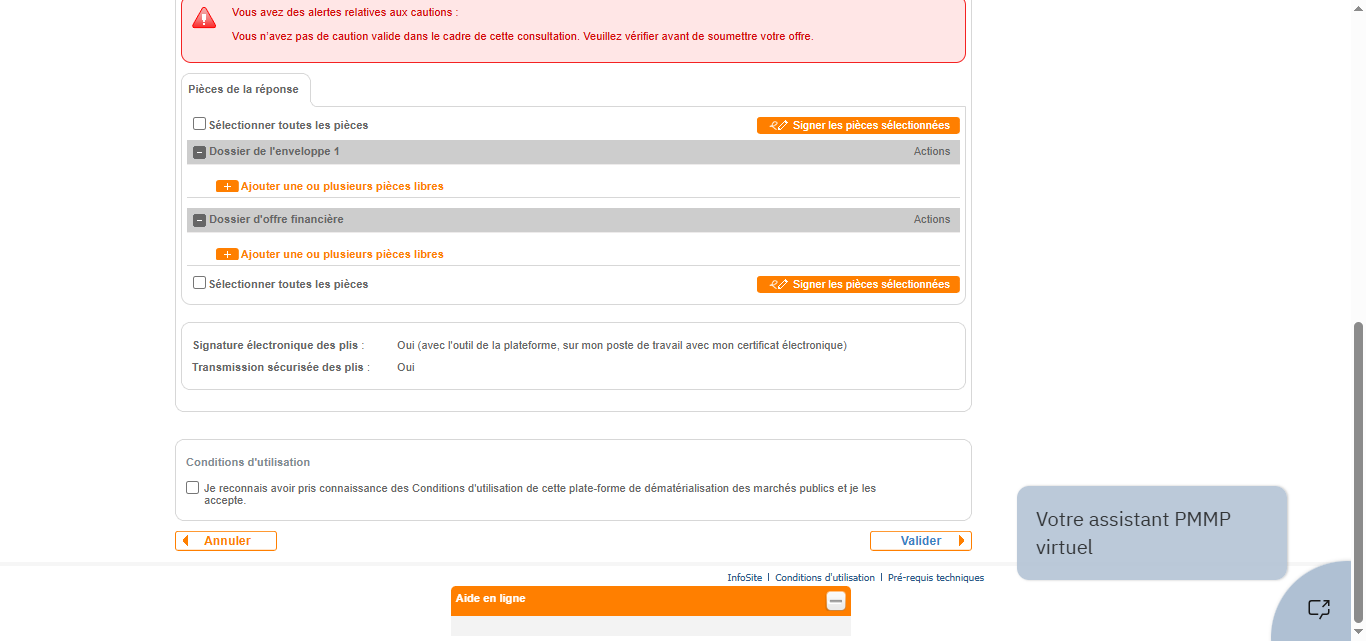 Vous avez des alertes relatives aux cautions :
Vous n'avez pas de caution valide dans le cadre de cette consultation. Veuillez vérifier avant de soumettre votre offre.
Pièces de la réponse
Sélectionner toutes les pièces
Signer les pièces sélectionnées
Dossier de l'enveloppe 1
Actions
Ajouter une ou plusieurs pièces libres
Dossier d'offre financière
Actions
Ajouter une ou plusieurs pièces libres
Sélectionner toutes les pièces
Signer les pièces sélectionnées
Signature électronique des plis : Oui (avec l'outil de la plateforme, sur mon poste de travail avec mon certificat électronique)
Transmission sécurisée des plis : Oui
Conditions d'utilisation
Je reconnais avoir pris connaissance des Conditions d'utilisation de cette plate-forme de dématérialisation des marchés publics et je les
accepte.
Annuler
Valider
Votre assistant PMMP
virtuel
InfoSite | Conditions d'utilisation | Pré-requis techniques
Aide en ligne